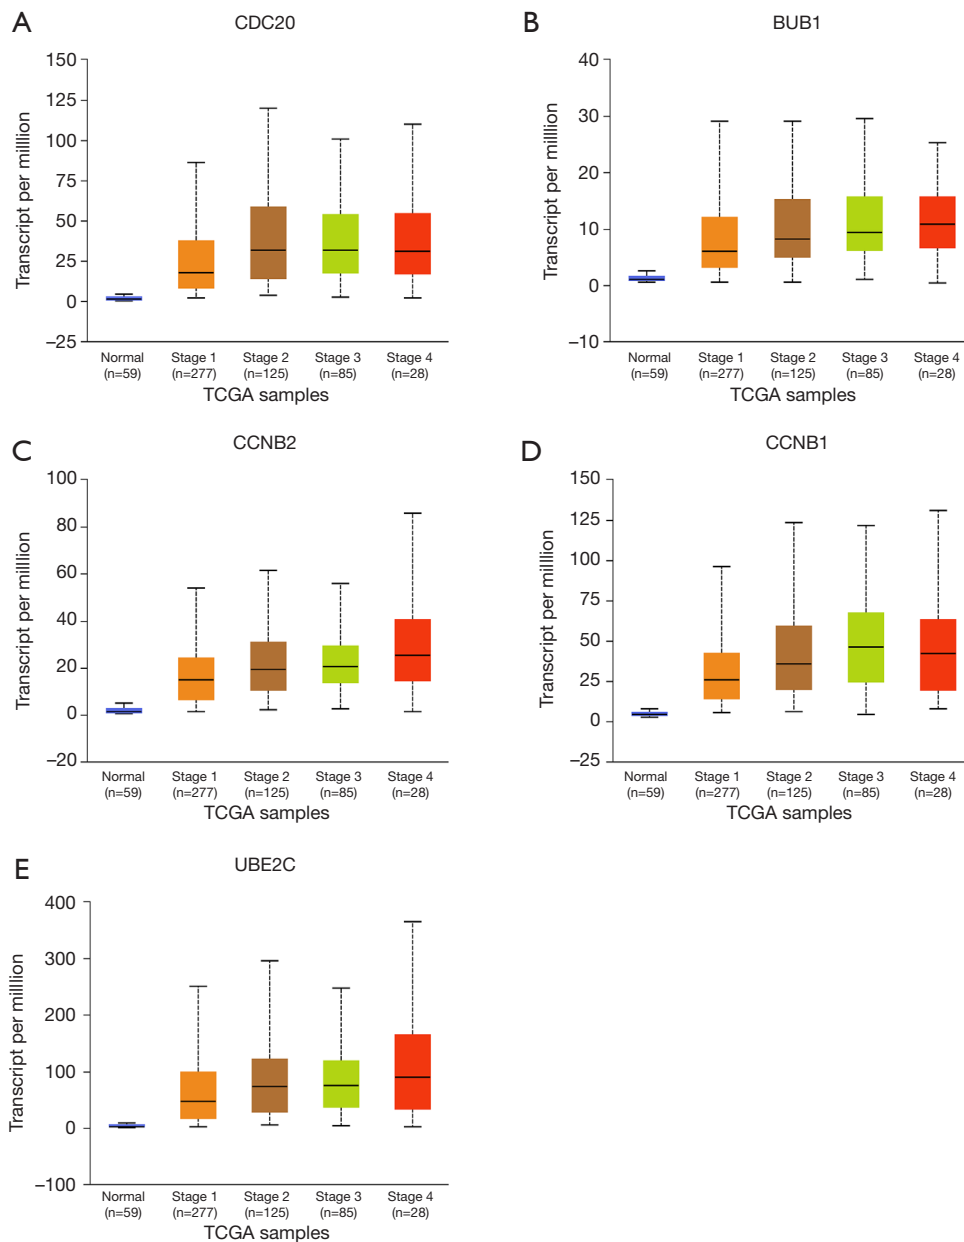 A
CDC20
Transcript per milllion
150
125
100
75
50
25
0
−25
Normal Stage 1 Stage 2 Stage 3 Stage 4
(n=59) (n=277) (n=125) (n=85) (n=28)
TCGA samples
B
BUB1
Transcript per milllion
40
30
20
10
0
−10
Normal Stage 1 Stage 2 Stage 3 Stage 4
(n=59) (n=277) (n=125) (n=85) (n=28)
TCGA samples
C
CCNB2
Transcript per milllion
100
80
60
40
20
0
−20
Normal Stage 1 Stage 2 Stage 3 Stage 4
(n=59) (n=277) (n=125) (n=85) (n=28)
TCGA samples
D
CCNB1
Transcript per milllion
150
125
100
75
50
25
0
−25
Normal Stage 1 Stage 2 Stage 3 Stage 4
(n=59) (n=277) (n=125) (n=85) (n=28)
TCGA samples
E
UBE2C
Transcript per milllion
400
300
200
100
0
−100
Normal Stage 1 Stage 2 Stage 3 Stage 4
(n=59) (n=277) (n=125) (n=85) (n=28)
TCGA samples